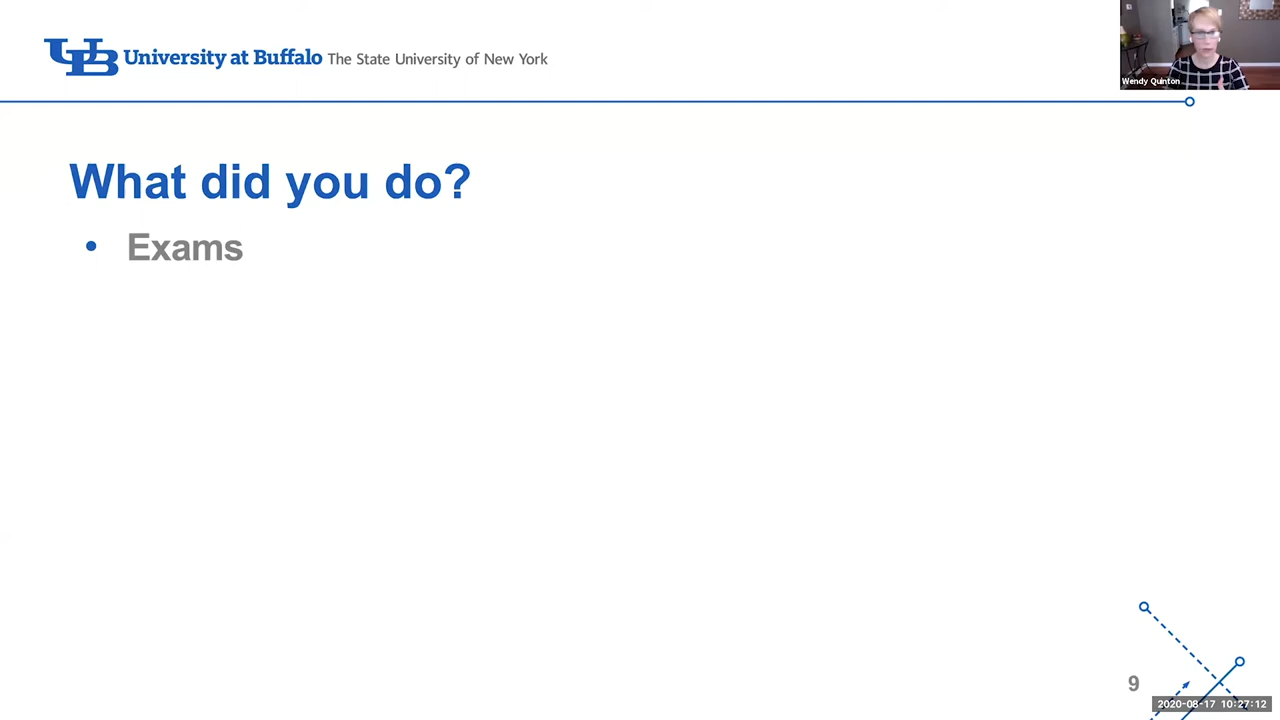 University at Buffalo The State University of New York
Wendy Quinton
What did you do?
• Exams
9
2020-08-17 10:27:12